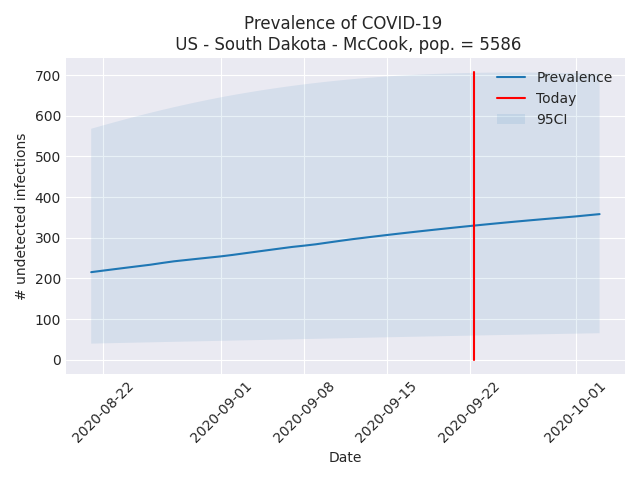 Prevalence of COVID-19
US - South Dakota - McCook, pop. = 5586
# undetected infections
700
600
500
400
300
200
100
0
Prevalence
Today
95CI
2020-08-22
2020-09-01
2020-09-08
2020-09-15
2020-09-22
2020-10-01
Date